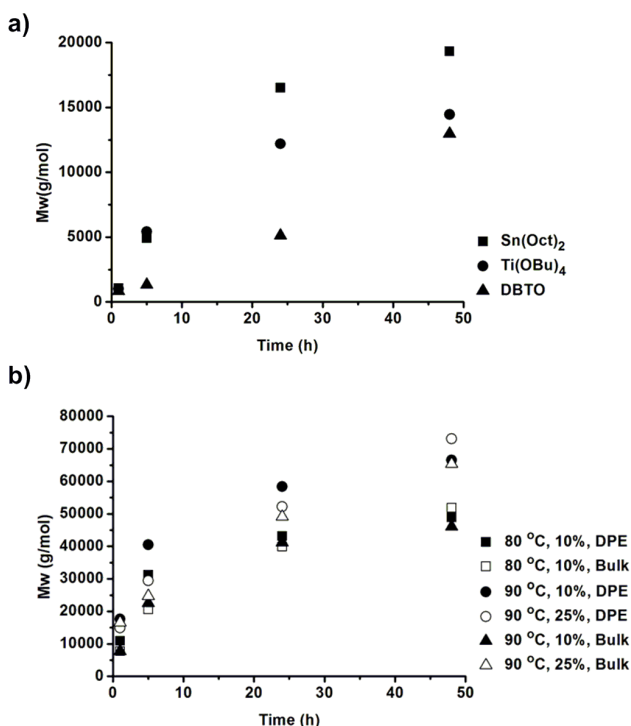 a)
20000
15000
10000
5000
0
Mw(g/mol)
0 10 20 30 40 50
Time (h)
Sn(Oct)2
Ti(OBu)4
DBTO
b)
80000
70000
60000
50000
40000
30000
20000
10000
0
Mw (g/mol)
0 10 20 30 40 50
Time (h)
80 °C, 10%, DPE
80 °C, 10%, Bulk
90 °C, 10%, DPE
90 °C, 25%, DPE
90 °C, 10%, Bulk
90 °C, 25%, Bulk